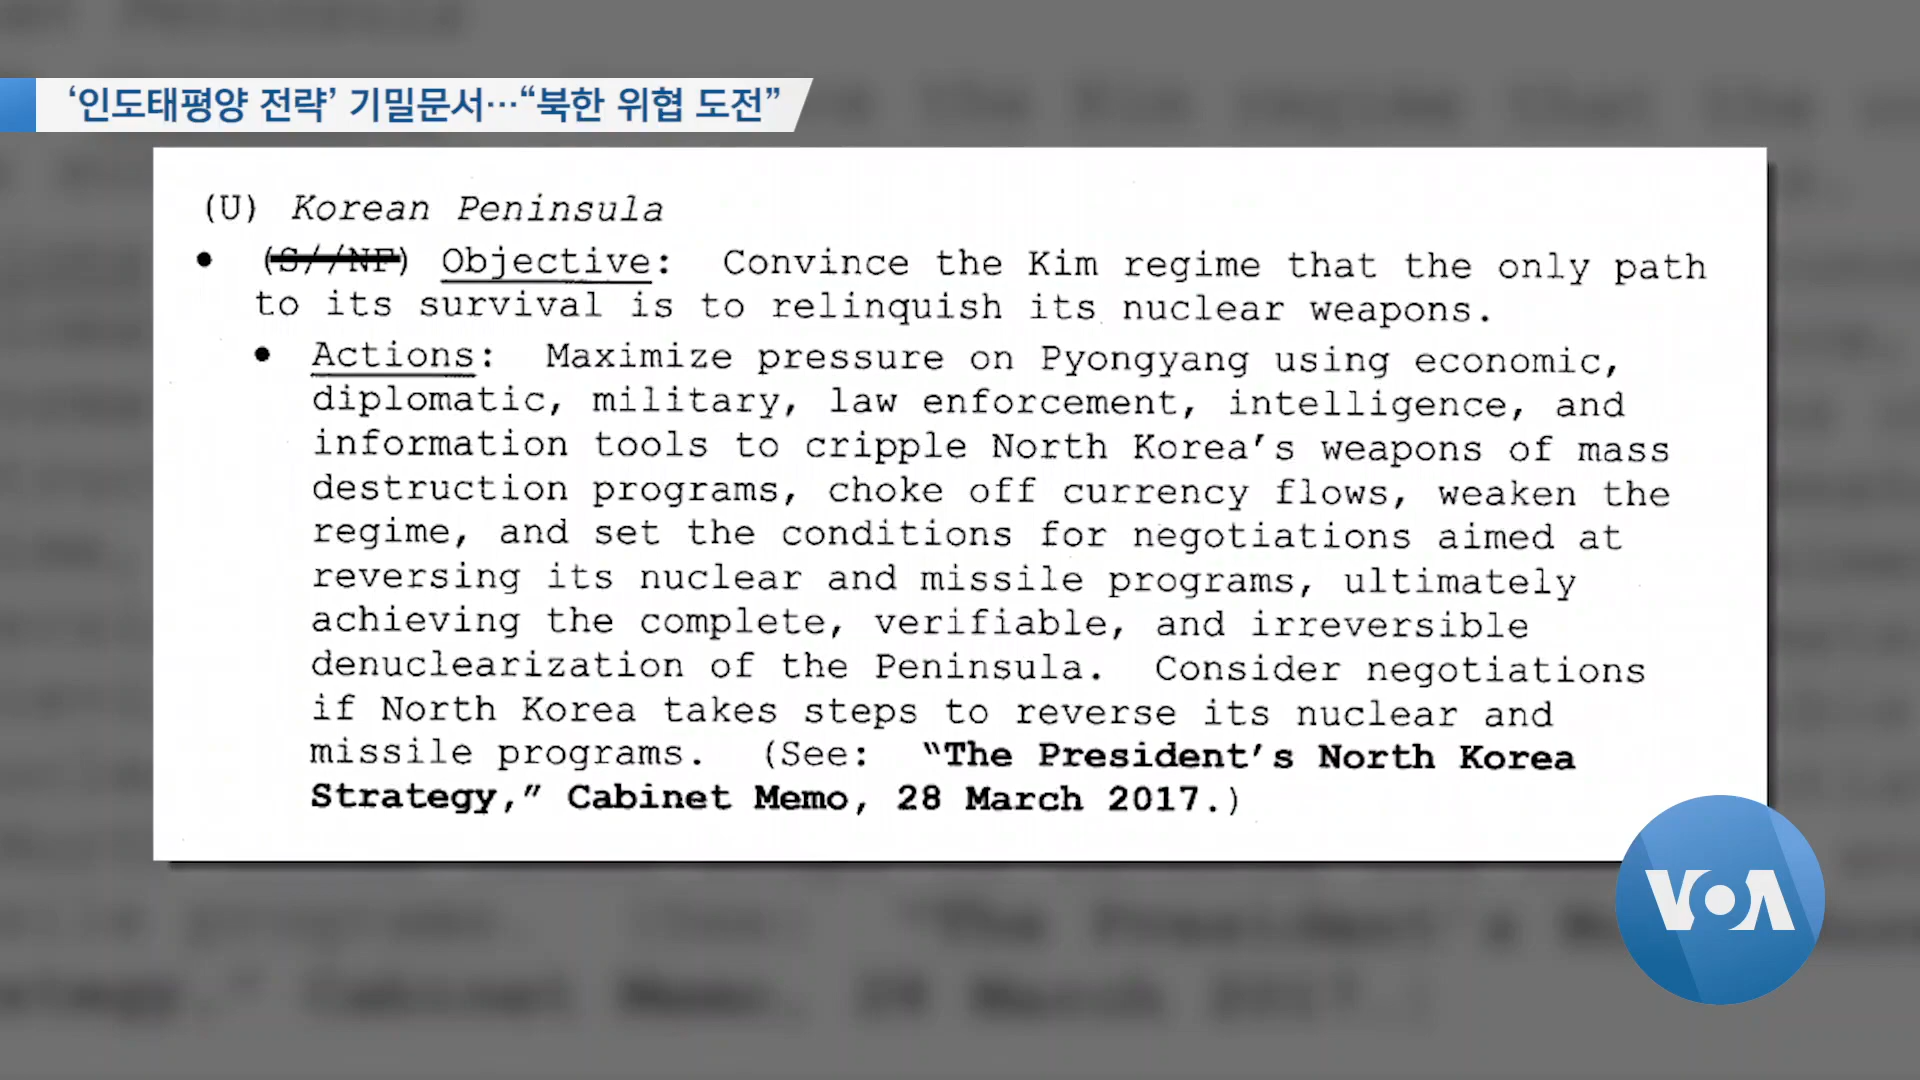 ‘인도태평양 전략’ 기밀문서…“북한 위협 도전”
(U) Korean Peninsula
• (S//NF) Objective: Convince the Kim regime that the only path
to its survival is to relinquish its nuclear weapons.
• Actions: Maximize pressure on Pyongyang using economic,
diplomatic, military, law enforcement, intelligence, and
information tools to cripple North Korea's weapons of mass
destruction programs, choke off currency flows, weaken the
regime, and set the conditions for negotiations aimed at
reversing its nuclear and missile programs, ultimately
achieving the complete, verifiable, and irreversible
denuclearization of the Peninsula. Consider negotiations
if North Korea takes steps to reverse its nuclear and
missile programs. (See: "The President's North Korea
Strategy," Cabinet Memo, 28 March 2017.)
VOA